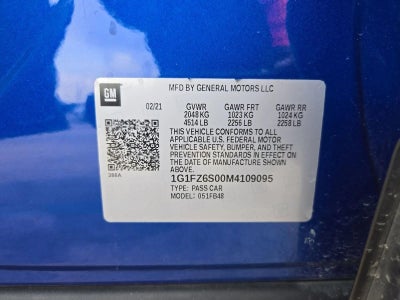 GM
MFD BY GENERAL MOTORS LLC
02/21 GVWR GAWR FRT GAWR RR
2048 KG 1023 KG 1024 KG
4514 LB 2256 LB 2258 LB
THIS VEHICLE CONFORMS TO ALL
APPLICABLE U.S. FEDERAL MOTOR
VEHICLE SAFETY, BUMPER, AND THEFT
PREVENTION STANDARDS IN EFFECT ON
THE DATE OF MANUFACTURE SHOWN
ABOVE.
386A
1G1FZ6S00M4109095
TYPE: PASS CAR
MODEL: 051FB48